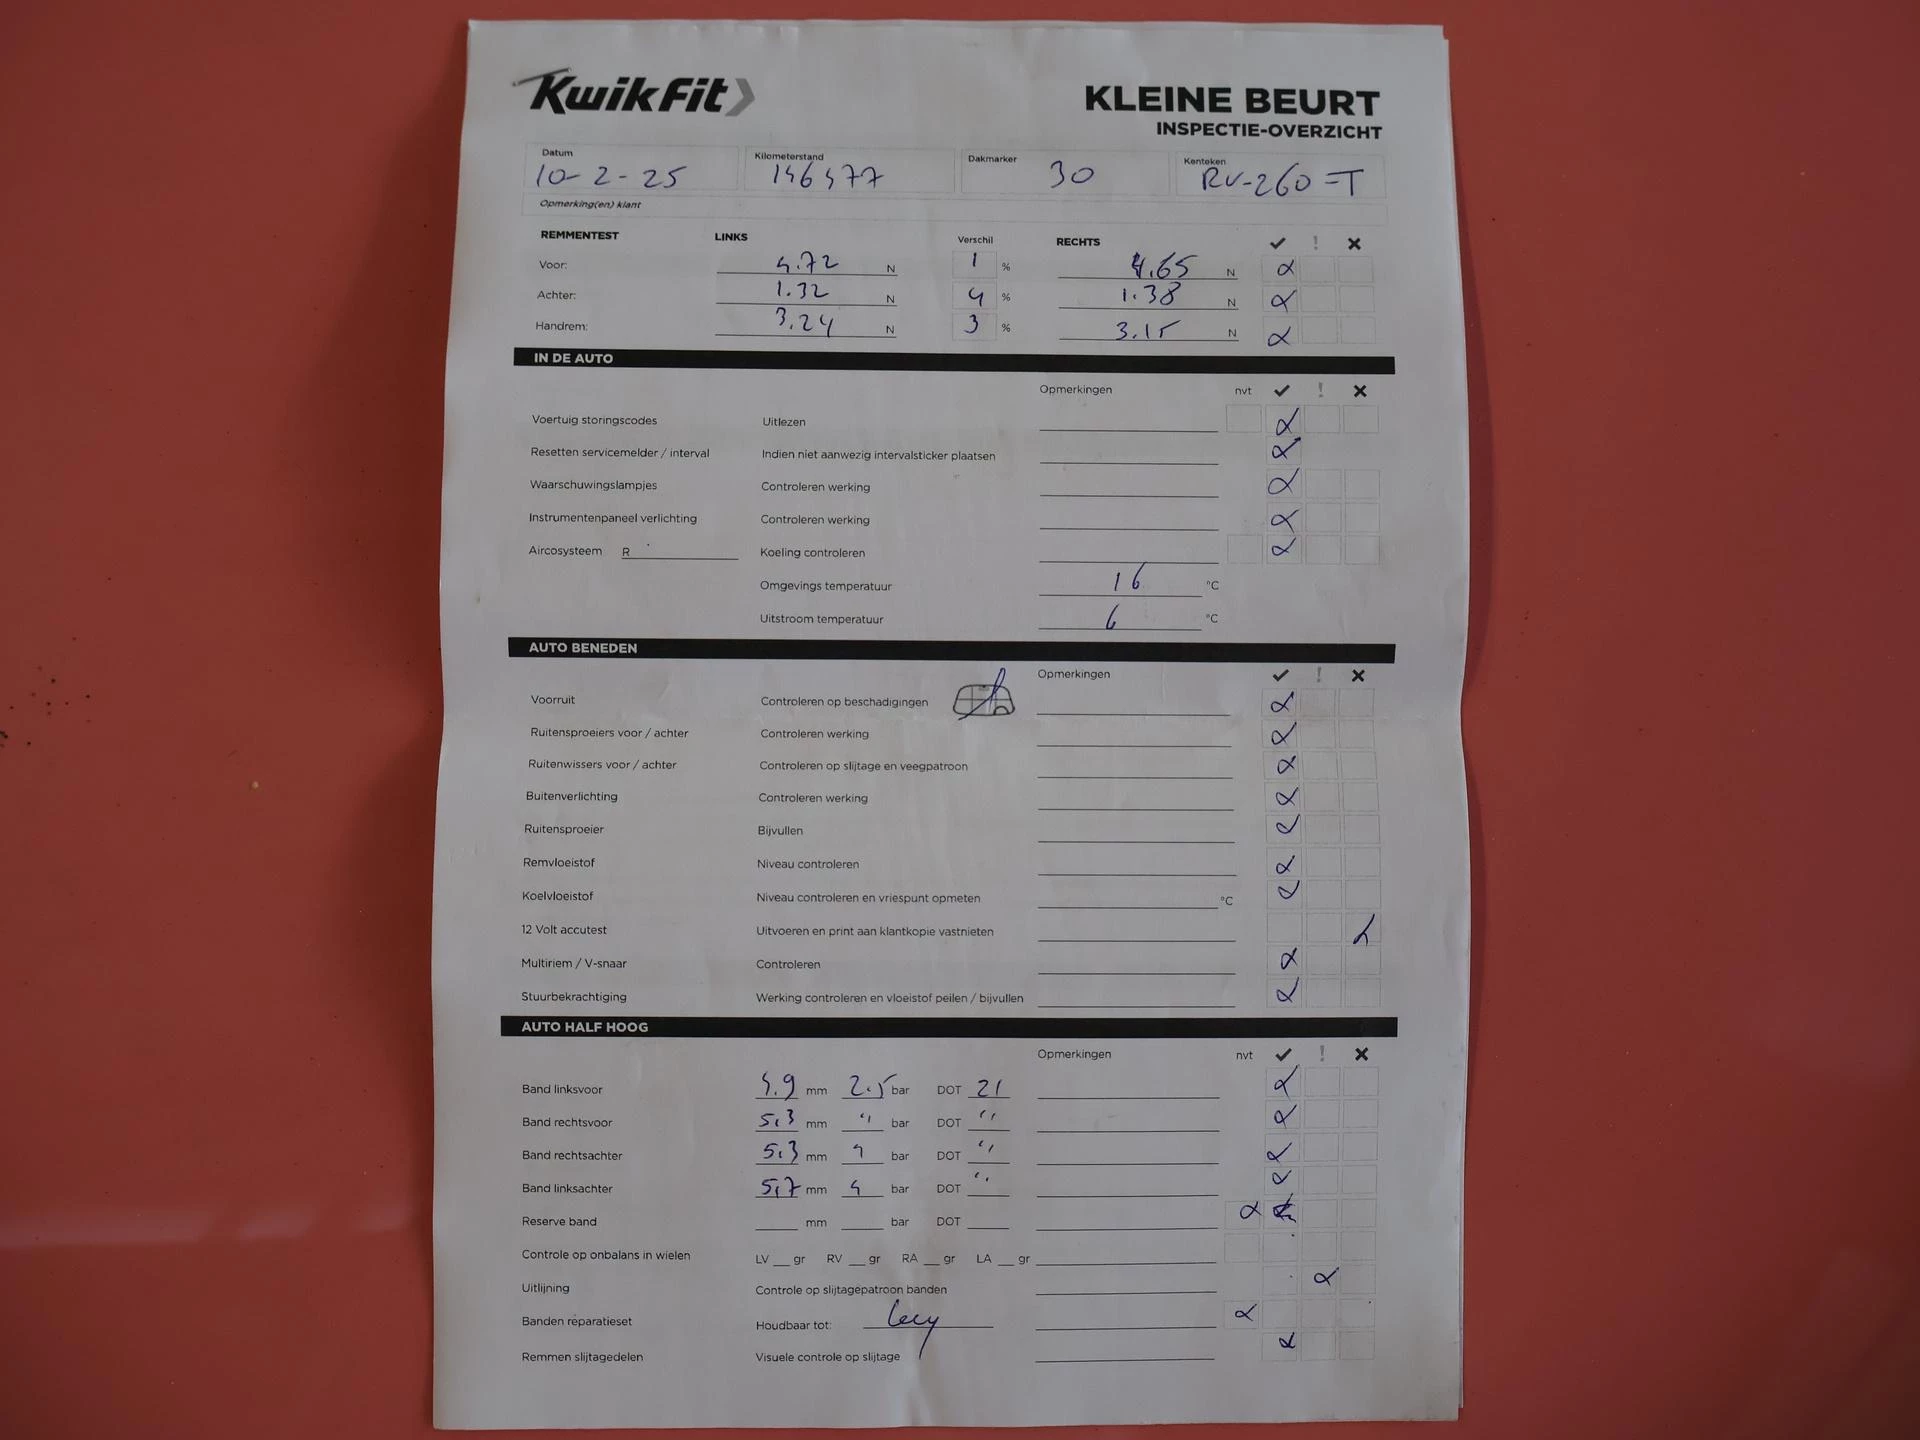 KwikFit
KLEINE BEURT
INSPECTIE-OVERZICHT
Datum Kilometerstand Dakmarker Kenteken
10-2-25 146477 30 RV-260-T
Opmerking(en) klant
REMMENTEST LINKS Verschil RECHTS ✓ ! ✗
Voor: 4.72 N 1 % 4.65 N
Achter: 1.32 N 4 % 1.38 N
Handrem: 3.24 N 3 % 3.15 N
IN DE AUTO
Opmerkingen nvt ✓ ! ✗
Voertuig storingscodes Uitlezen
Resetten servicemelder / interval Indien niet aanwezig intervalsticker plaatsen
Waarschuwingslampjes Controleren werking
Instrumentenpaneel verlichting Controleren werking
Aircosysteem R Koeling controleren
Omgevings temperatuur 16 °C
Uitstroom temperatuur 6 °C
AUTO BENEDEN
Opmerkingen ✓ ! ✗
Voorruit Controleren op beschadigingen
Ruitensproeiers voor / achter Controleren werking
Ruitenwissers voor / achter Controleren op slijtage en veegpatroon
Buitenverlichting Controleren werking
Ruitensproeier Bijvullen
Remvloeistof Niveau controleren
Koelvloeistof Niveau controleren en vriespunt opmeten °C
12 Volt accutest Uitvoeren en print aan klantkopie vastnieten
Multiriem / V-snaar Controleren
Stuurbekrachtiging Werking controleren en vloeistof peilen / bijvullen
AUTO HALF HOOG
Opmerkingen nvt ✓ ! ✗
Band linksvoor 4.9 mm 2.5 bar DOT 21
Band rechtsvoor 5,3 mm " bar DOT "
Band rechtsachter 5,3 mm " bar DOT "
Band linksachter 5,7 mm " bar DOT "
Reserve band mm bar DOT
Controle op onbalans in wielen LV __ gr RV __ gr RA __ gr LA __ gr
Uitlijning Controle op slijtagepatroon banden
Banden reparatieset Houdbaar tot: leeg
Remmen slijtagedelen Visuele controle op slijtage